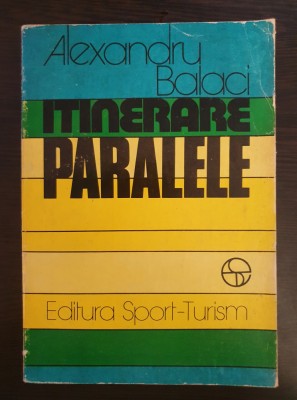 Alexandru
Balaci
ITINERARE
PARALELE
Editura Sport-Turism